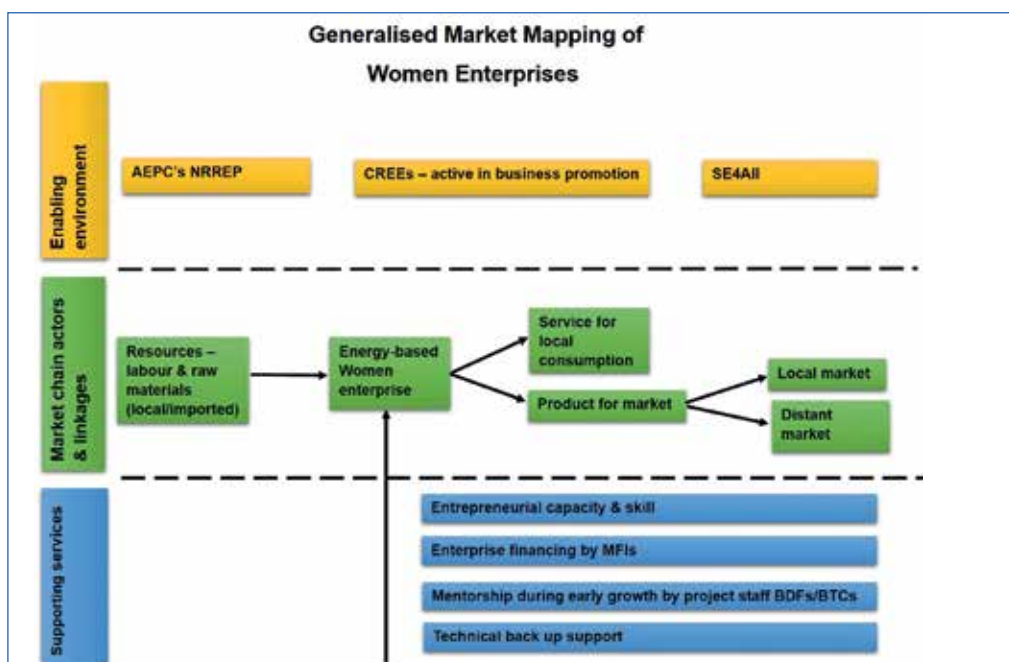 Generalised Market Mapping of
Women Enterprises
Enabling
environment
AEPC's NRREP
CREEs – active in business promotion
SE4All
Market chain actors
& linkages
Resources –
labour & raw
materials
(local/imported)
Energy-based
Women
enterprise
Service for
local
consumption
Product for market
Local market
Distant
market
Supporting services
Entrepreneurial capacity & skill
Enterprise financing by MFIs
Mentorship during early growth by project staff BDFs/BTCs
Technical back up support